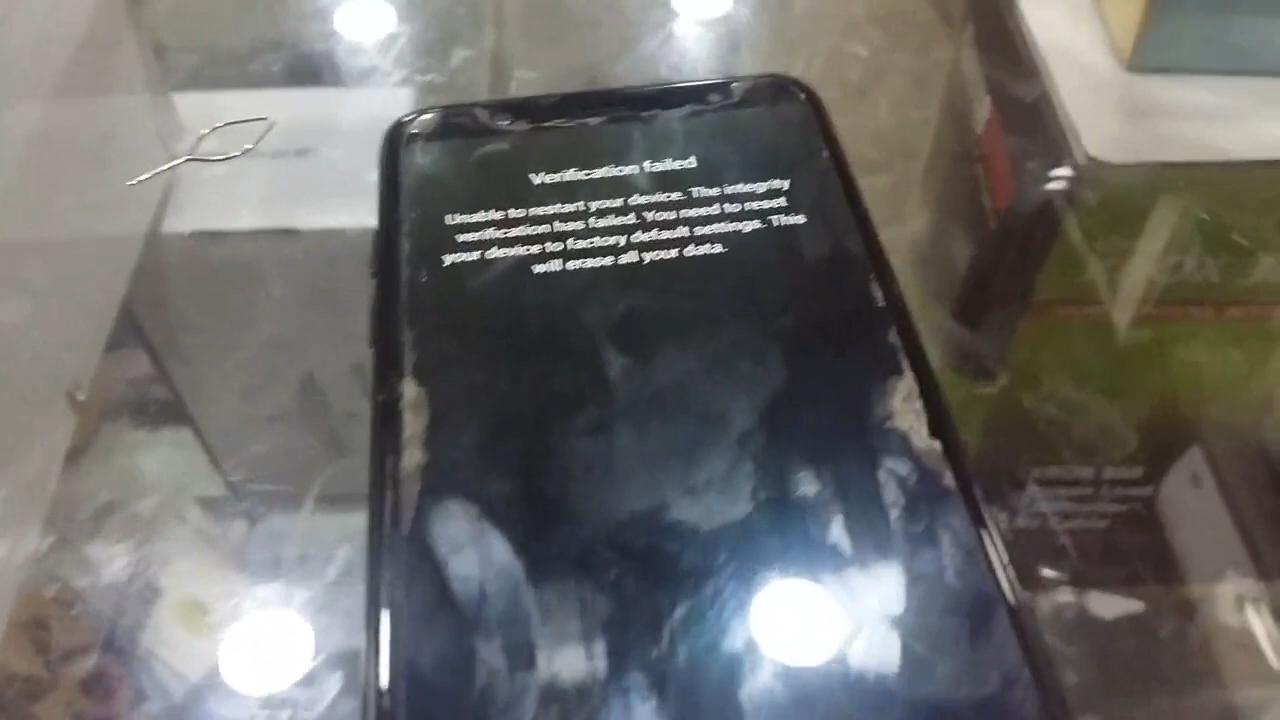 Verification failed
Unable to restart your device. The integrity
verification has failed. You need to reset
your device to factory default settings. This
will erase all your data.